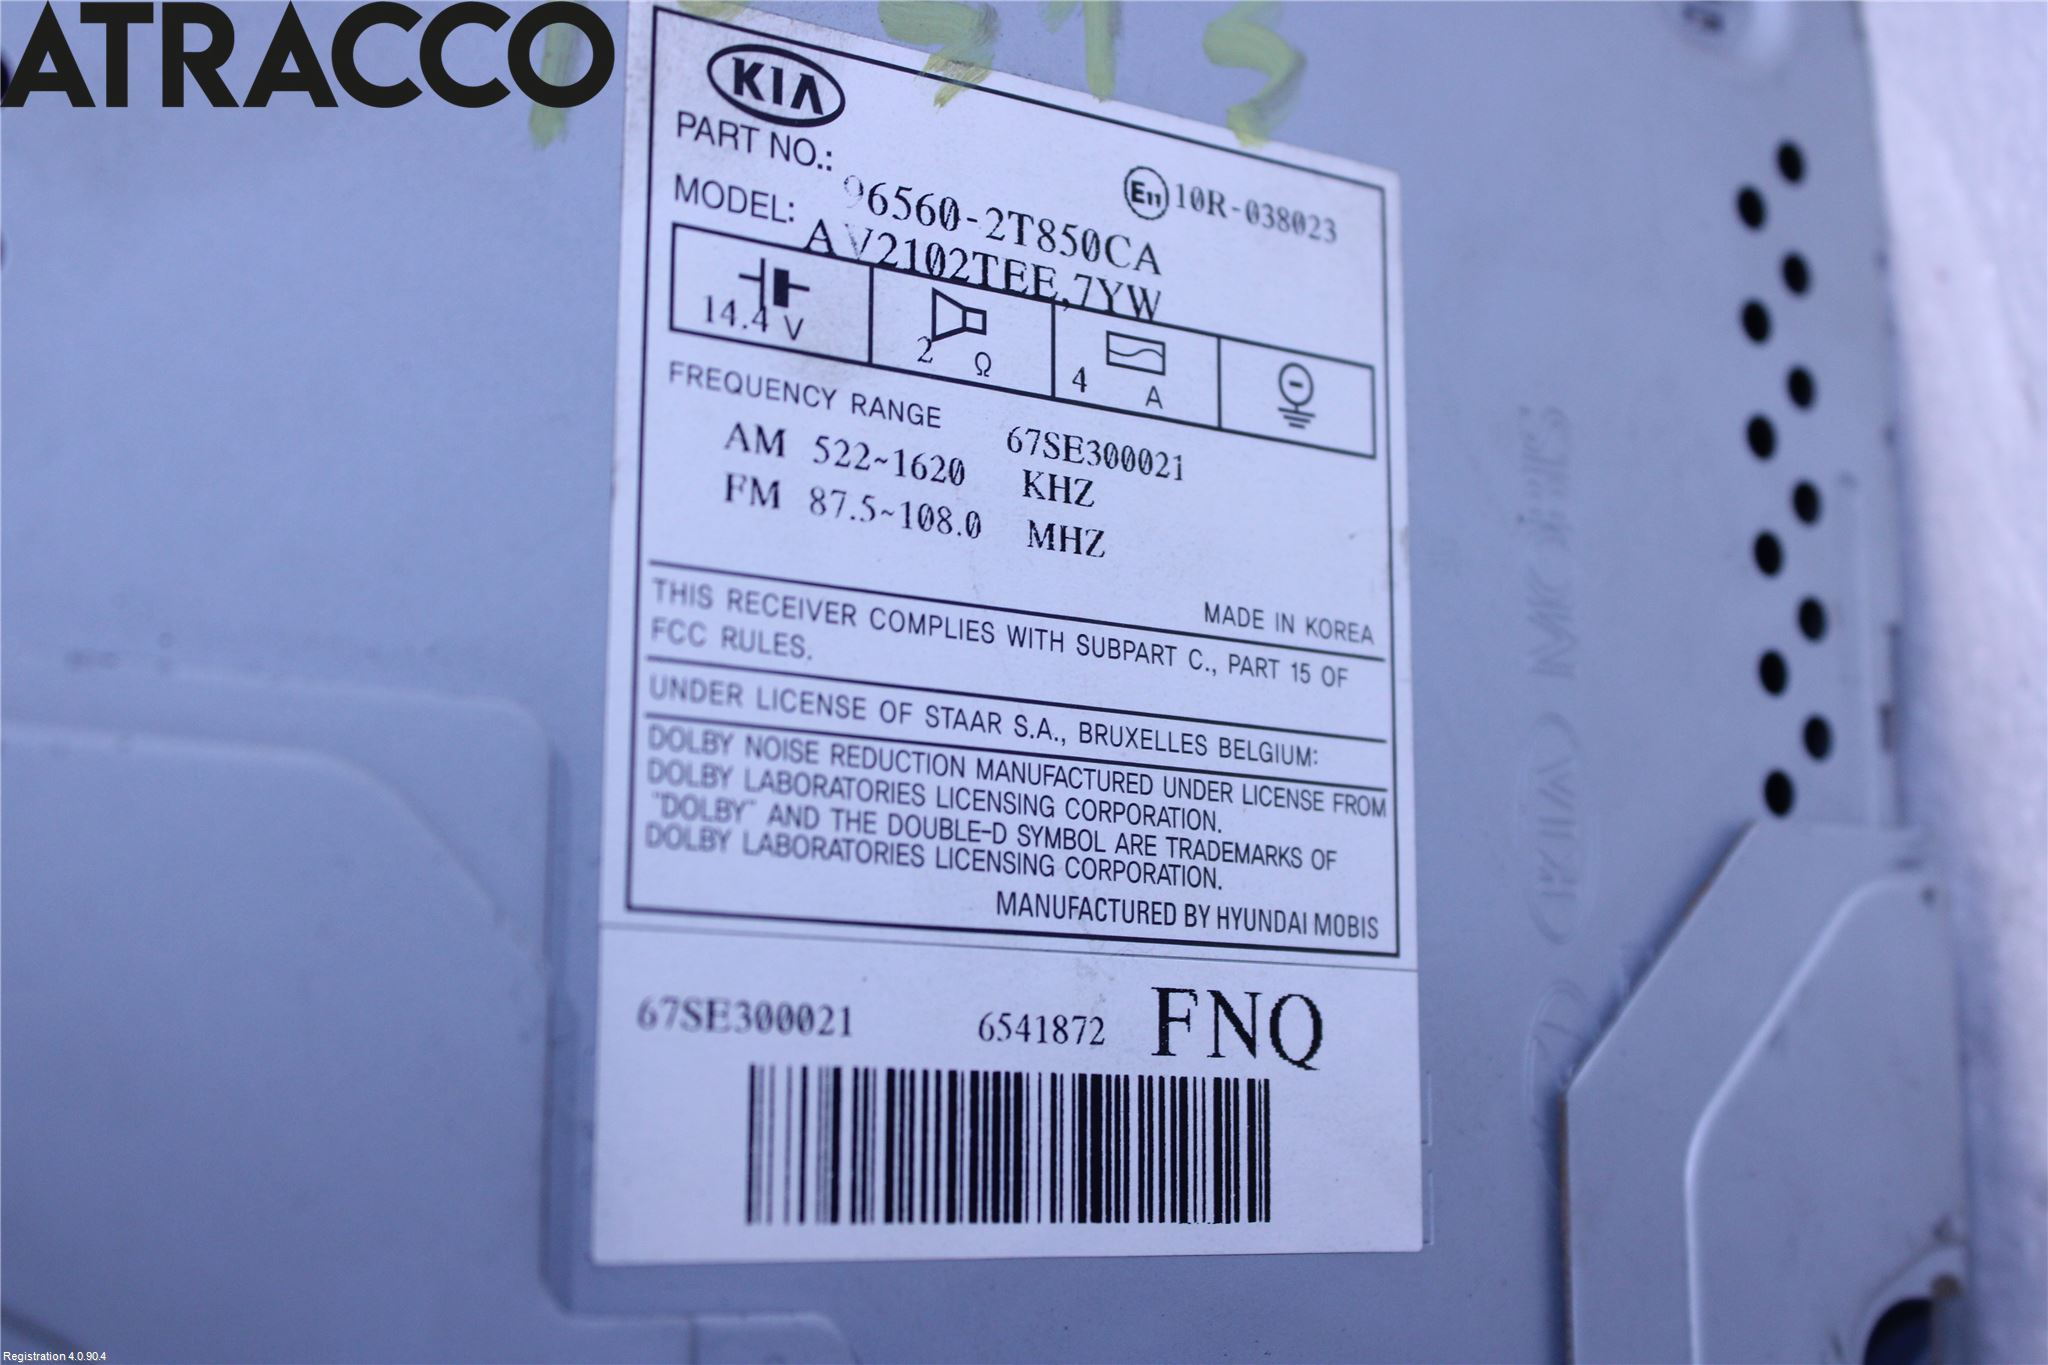 ATRACCO
KIA
PART NO.: 96560-2T850CA
E11 10R-038023
MODEL: AV2102TEE,7YW
14.4 V
2 Ω
4 A
FREQUENCY RANGE
67SE300021
AM 522~1620 KHZ
FM 87.5~108.0 MHZ
MADE IN KOREA
THIS RECEIVER COMPLIES WITH SUBPART C., PART 15 OF
FCC RULES.
UNDER LICENSE OF STAAR S.A., BRUXELLES BELGIUM:
DOLBY NOISE REDUCTION MANUFACTURED UNDER LICENSE FROM
DOLBY LABORATORIES LICENSING CORPORATION.
"DOLBY" AND THE DOUBLE-D SYMBOL ARE TRADEMARKS OF
DOLBY LABORATORIES LICENSING CORPORATION.
MANUFACTURED BY HYUNDAI MOBIS
67SE300021 6541872 FNQ
Registration 4.0.90.4